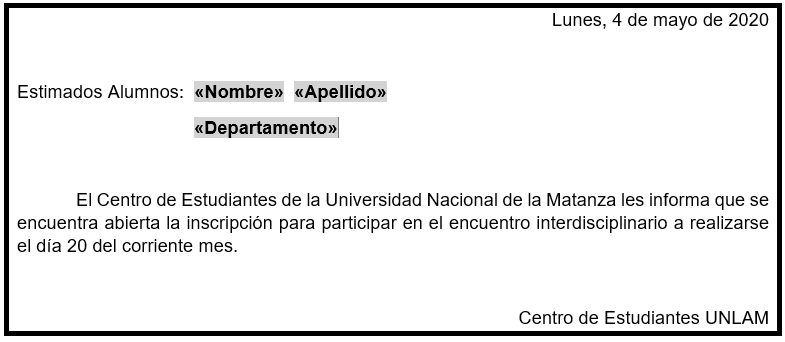 Lunes, 4 de mayo de 2020
Estimados Alumnos: «Nombre» «Apellido»
«Departamento»
El Centro de Estudiantes de la Universidad Nacional de la Matanza les informa que se
encuentra abierta la inscripción para participar en el encuentro interdisciplinario a realizarse
el día 20 del corriente mes.
Centro de Estudiantes UNLAM